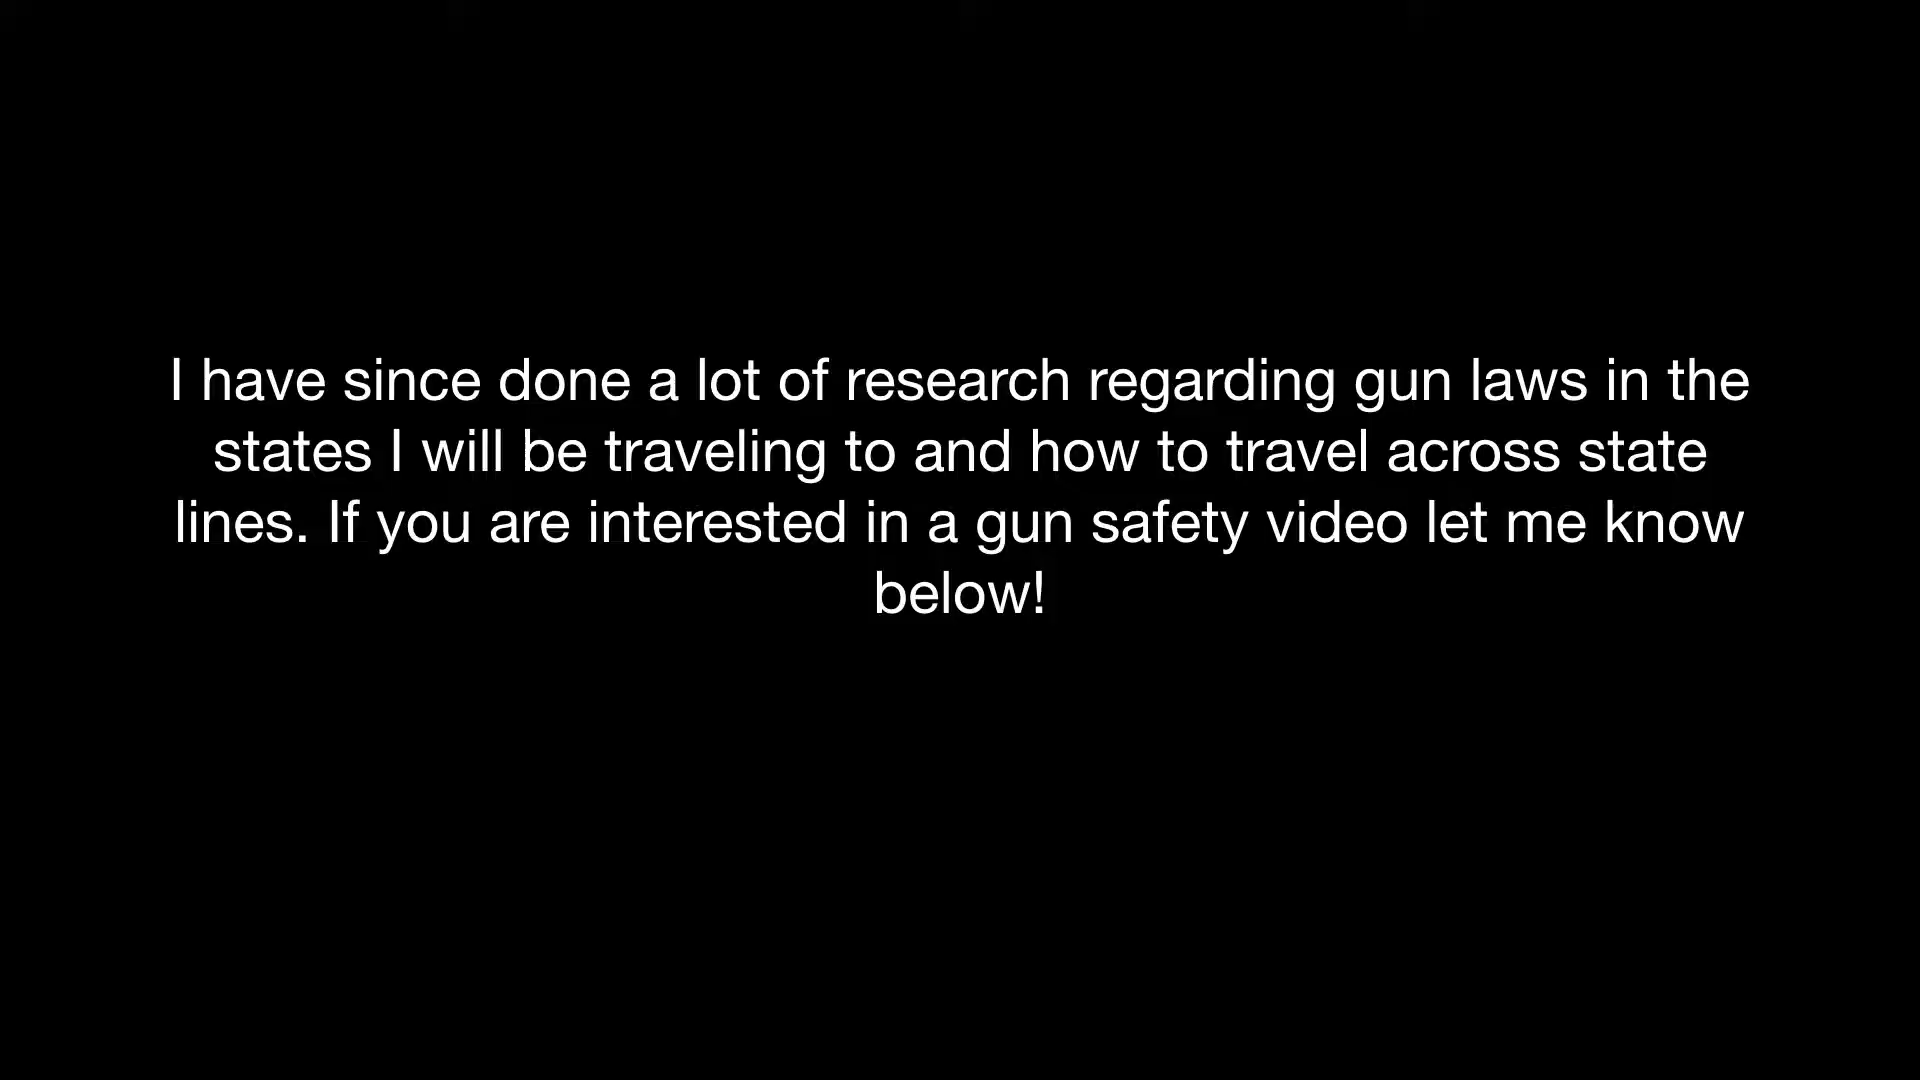 I have since done a lot of research regarding gun laws in the
states I will be traveling to and how to travel across state
lines. If you are interested in a gun safety video let me know
below!